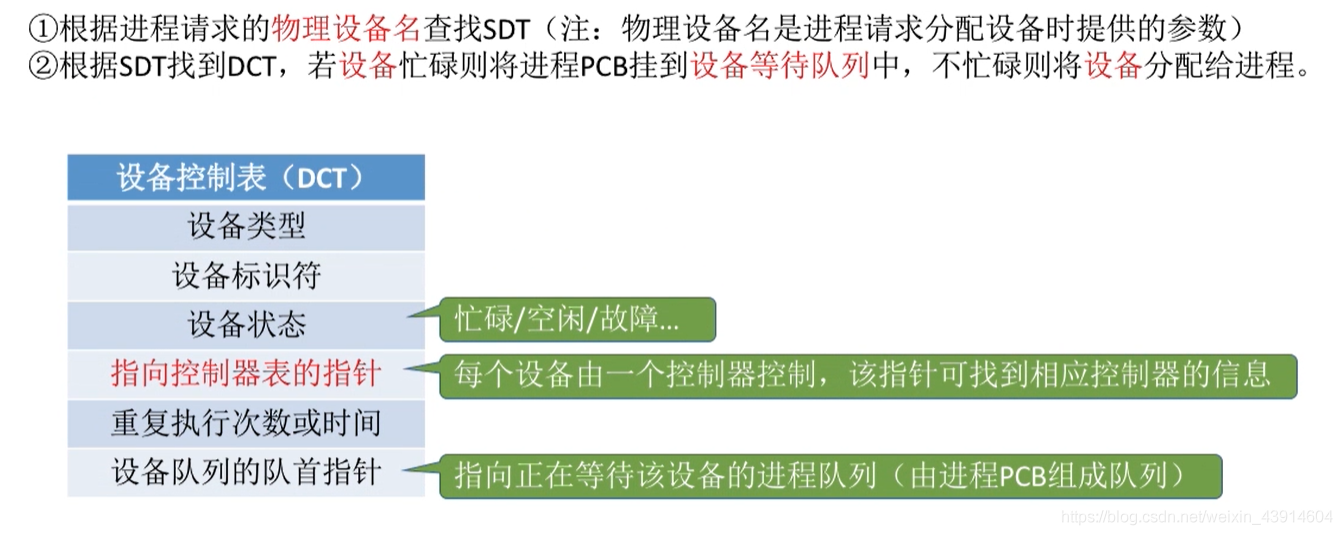 ①根据进程请求的物理设备名查找SDT（注：物理设备名是进程请求分配设备时提供的参数）
②根据SDT找到DCT，若设备忙碌则将进程PCB挂到设备等待队列中，不忙碌则将设备分配给进程。
设备控制表（DCT）
设备类型
设备标识符
设备状态
忙碌/空闲/故障...
指向控制器表的指针
每个设备由一个控制器控制，该指针可找到相应控制器的信息
重复执行次数或时间
设备队列的队首指针
指向正在等待该设备的进程队列（由进程PCB组成队列）
https://blog.csdn.net/weixin_43914604